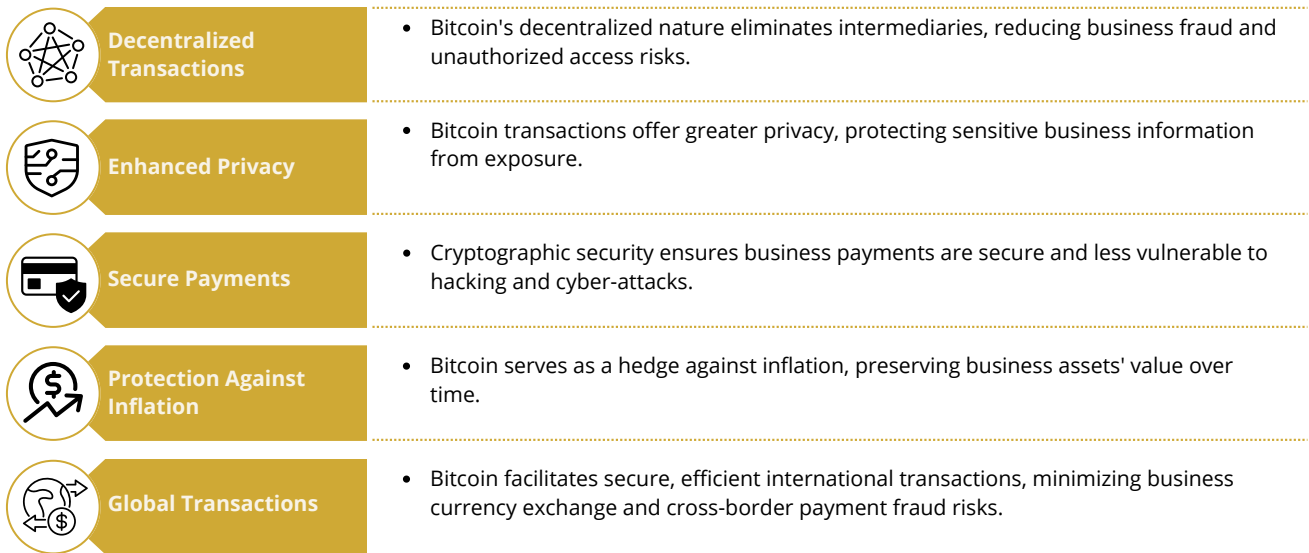 Decentralized
Transactions
• Bitcoin's decentralized nature eliminates intermediaries, reducing business fraud and
unauthorized access risks.
Enhanced Privacy
• Bitcoin transactions offer greater privacy, protecting sensitive business information
from exposure.
Secure Payments
• Cryptographic security ensures business payments are secure and less vulnerable to
hacking and cyber-attacks.
Protection Against
Inflation
• Bitcoin serves as a hedge against inflation, preserving business assets' value over
time.
Global Transactions
• Bitcoin facilitates secure, efficient international transactions, minimizing business
currency exchange and cross-border payment fraud risks.